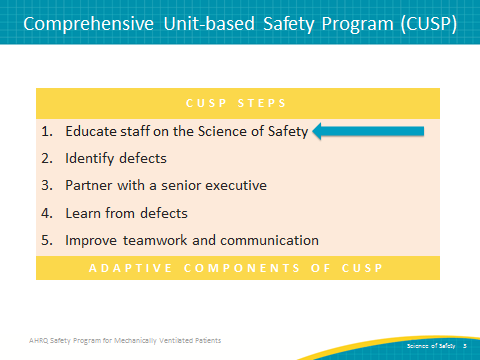 Comprehensive Unit-based Safety Program (CUSP)
CUSP STEPS
1. Educate staff on the Science of Safety
2. Identify defects
3. Partner with a senior executive
4. Learn from defects
5. Improve teamwork and communication
ADAPTIVE COMPONENTS OF CUSP
AHRQ Safety Program for Mechanically Ventilated Patients
Science of Safety 3